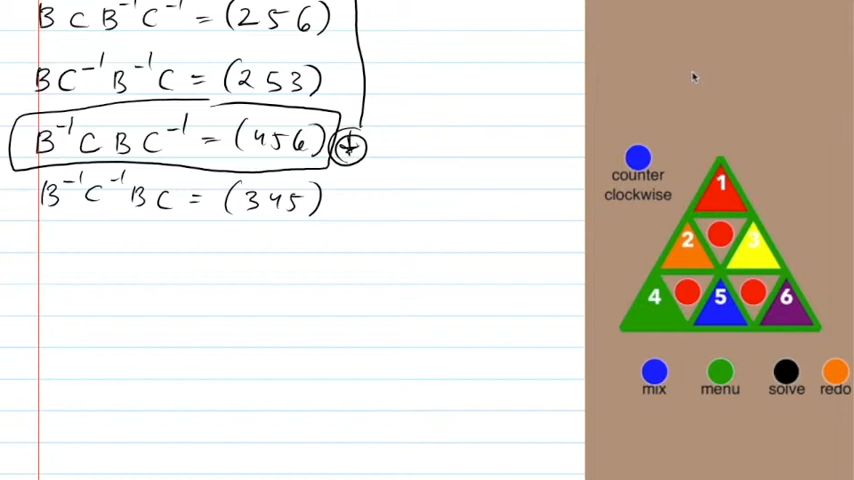 B C B⁻¹ C⁻¹ = (2 5 6)
B C⁻¹ B⁻¹ C = (2 5 3)
B⁻¹ C B C⁻¹ = (4 5 6) +
B⁻¹ C⁻¹ B C = (3 4 5)
counter
clockwise
1
2 3
4 5 6
mix menu solve redo